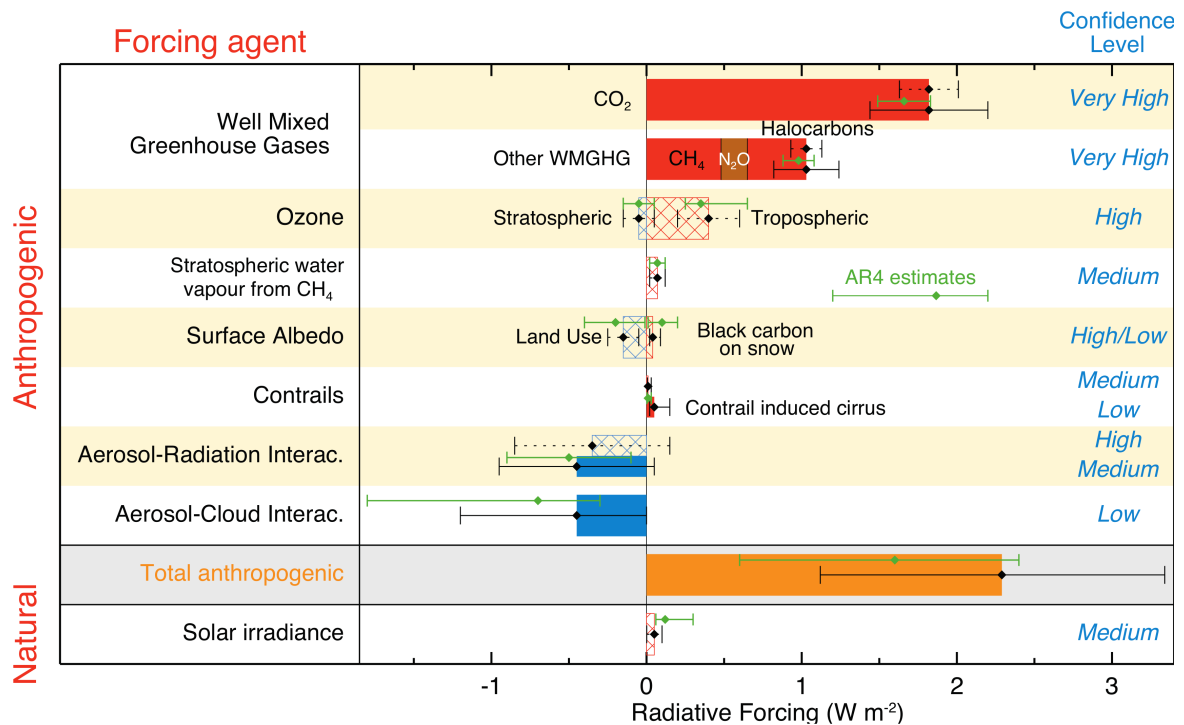 Forcing agent
Confidence
Level
Anthropogenic
Natural
Well Mixed
Greenhouse Gases
CO₂
Very High
Halocarbons
Other WMGHG
CH₄
N₂O
Very High
Ozone
Stratospheric
Tropospheric
High
Stratospheric water
vapour from CH₄
AR4 estimates
Medium
Surface Albedo
Land Use
Black carbon
on snow
High/Low
Contrails
Contrail induced cirrus
Medium
Low
Aerosol-Radiation Interac.
High
Medium
Aerosol-Cloud Interac.
Low
Total anthropogenic
Solar irradiance
Medium
-1 0 1 2 3
Radiative Forcing (W m⁻²)